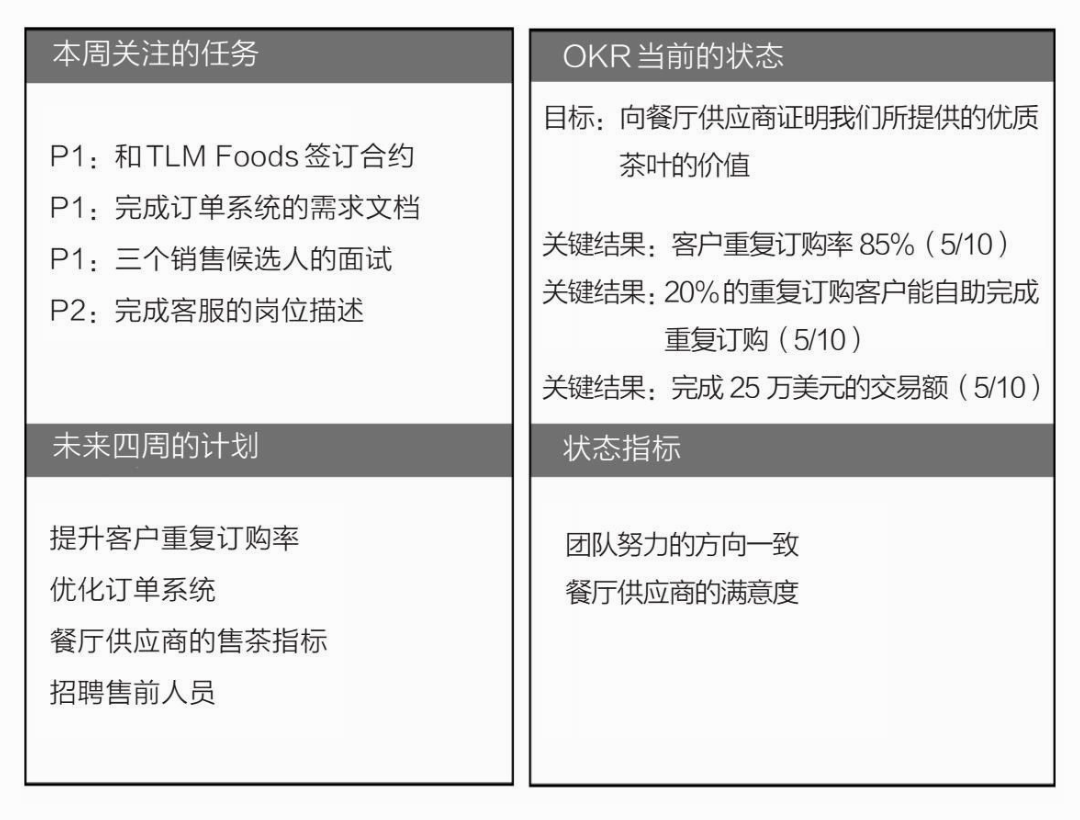 本周关注的任务
P1：和TLM Foods签订合约
P1：完成订单系统的需求文档
P1：三个销售候选人的面试
P2：完成客服的岗位描述
OKR当前的状态
目标：向餐厅供应商证明我们所提供的优质
茶叶的价值
关键结果：客户重复订购率85%（5/10）
关键结果：20%的重复订购客户能自助完成
重复订购（5/10）
关键结果：完成25万美元的交易额（5/10）
未来四周的计划
提升客户重复订购率
优化订单系统
餐厅供应商的售茶指标
招聘售前人员
状态指标
团队努力的方向一致
餐厅供应商的满意度